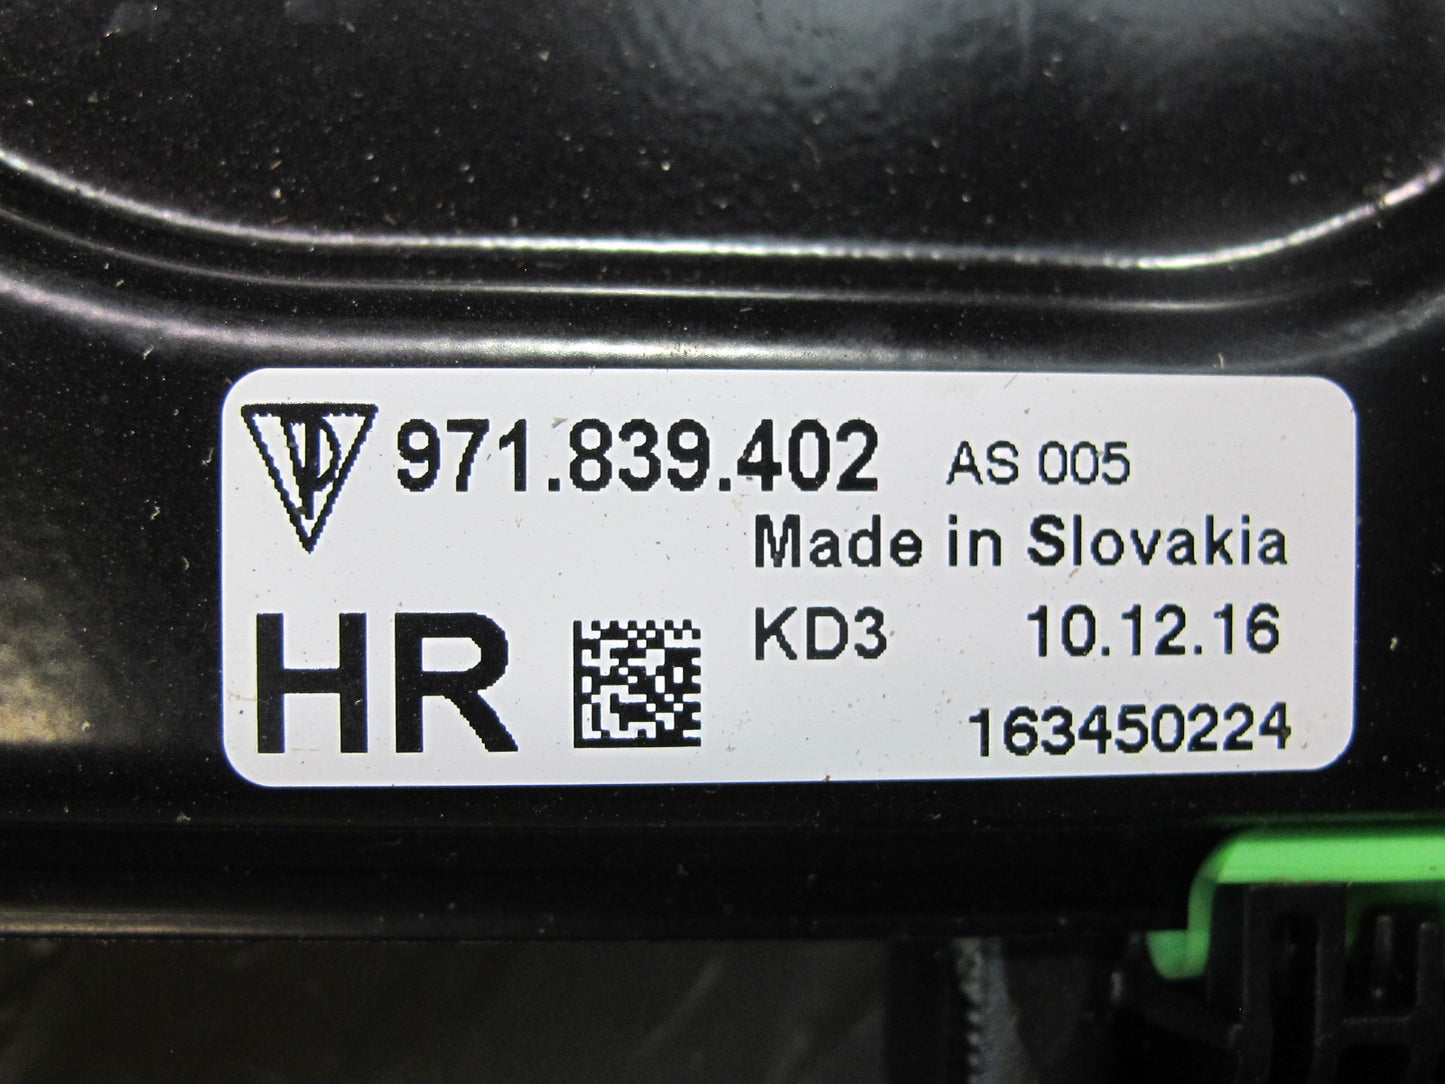 971.839.402 AS 005
Made in Slovakia
HR KD3 10.12.16
163450224